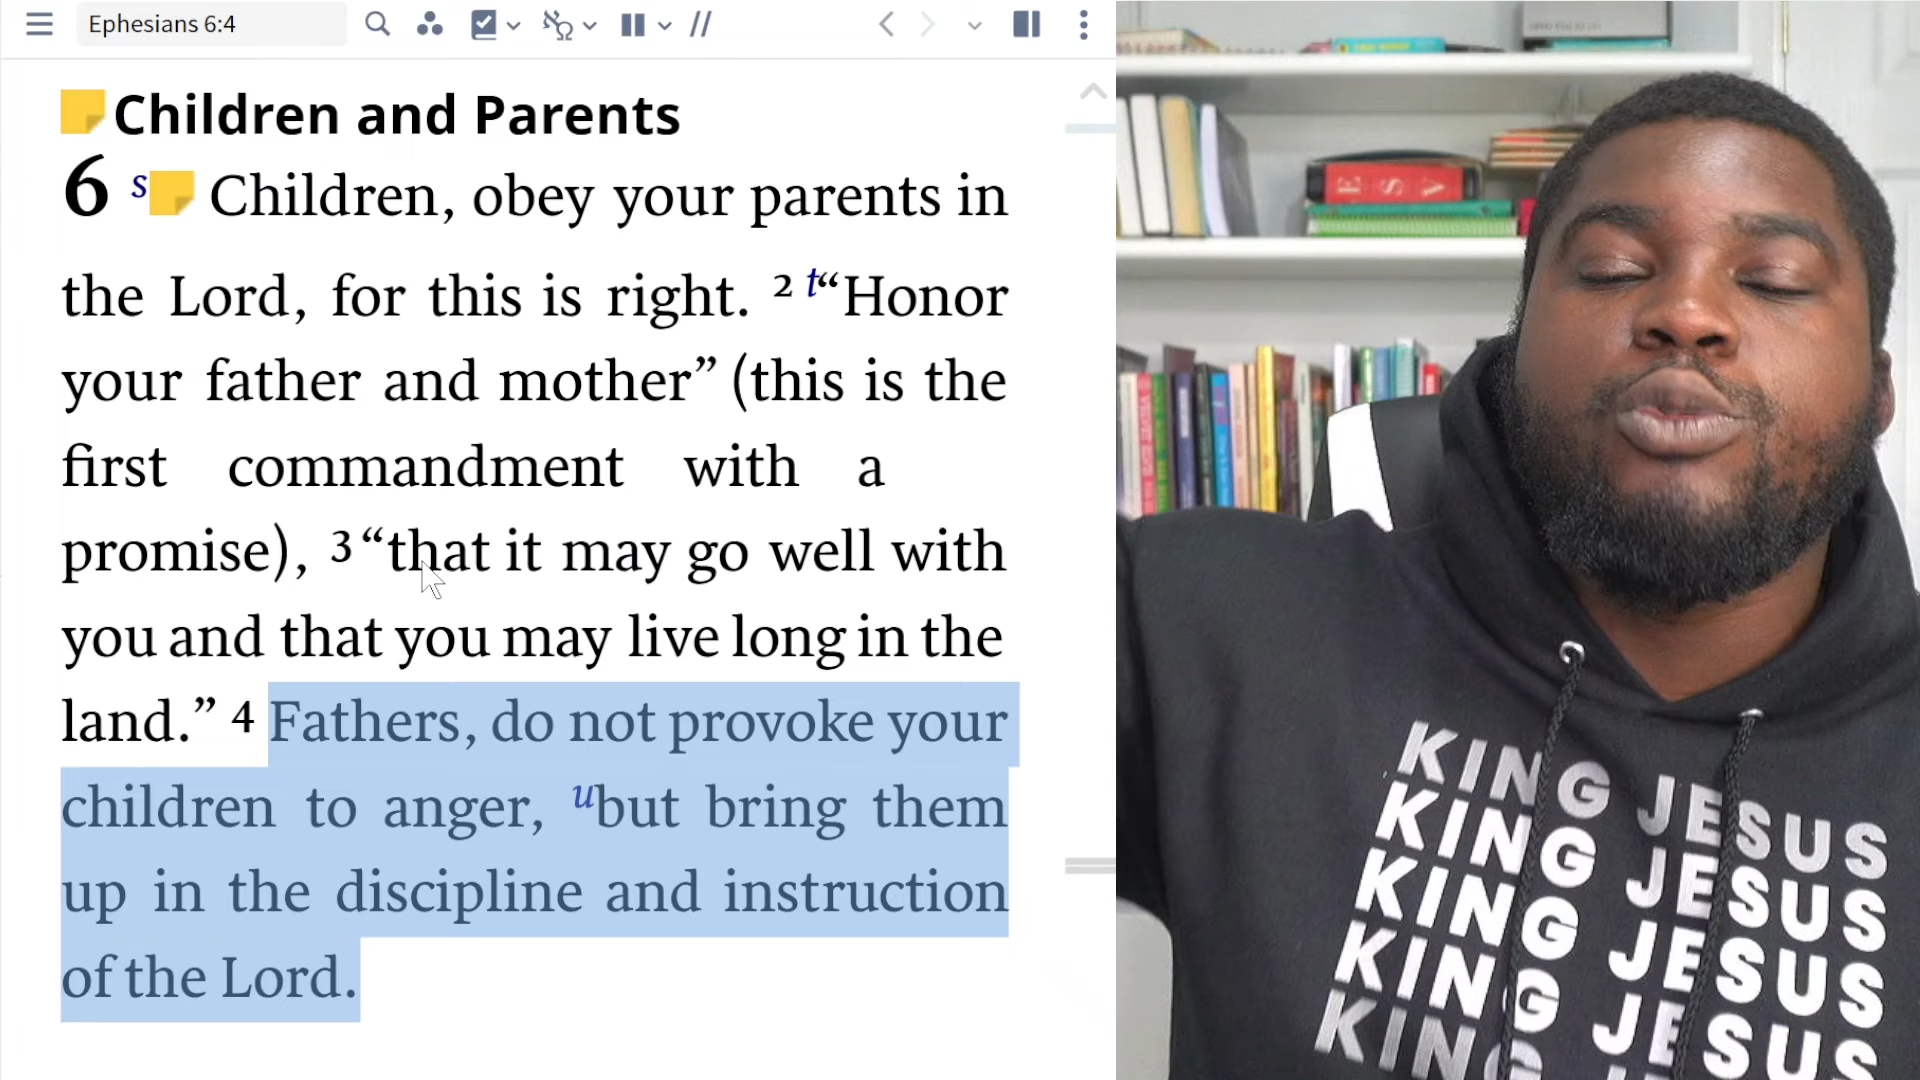 Ephesians 6:4
Children and Parents
6 s Children, obey your parents in
the Lord, for this is right. 2 t“Honor
your father and mother” (this is the
first commandment with a
promise), 3 “that it may go well with
you and that you may live long in the
land.” 4 Fathers, do not provoke your
children to anger, ubut bring them
up in the discipline and instruction
of the Lord.
E S V
KING JESUS
KING JESUS
KING JESUS
KING JESUS
KING JESUS